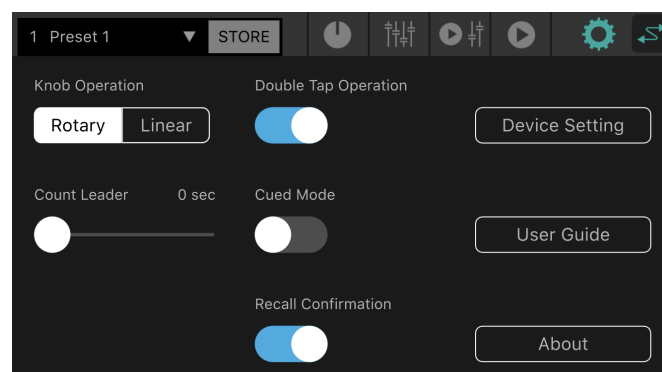 1 Preset 1 ▼ STORE
Knob Operation
Double Tap Operation
Rotary Linear
Device Setting
Count Leader 0 sec
Cued Mode
User Guide
Recall Confirmation
About